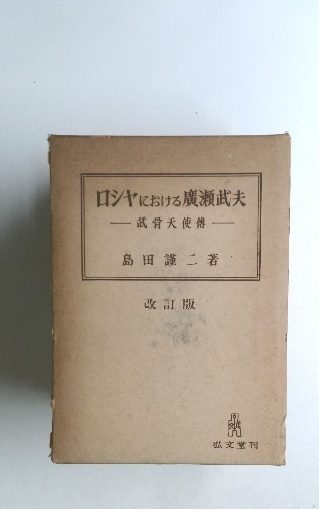 ロシヤにおける廣瀬武夫
― 武骨天使傳 ―
島田謹二著
改訂版
弘文堂刊